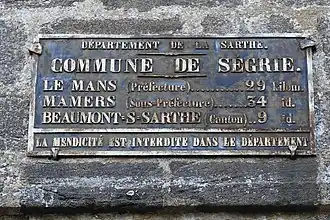 DÉPARTEMENT DE LA SARTHE.
COMMUNE DE SÉGRIE.
LE MANS (Préfecture)........29 kilom.
MAMERS (Sous-Préfecture)......34 id.
BEAUMONT-S-SARTHE (Canton)..9 id.
LA MENDICITÉ EST INTERDITE DANS LE DÉPARTEMENT